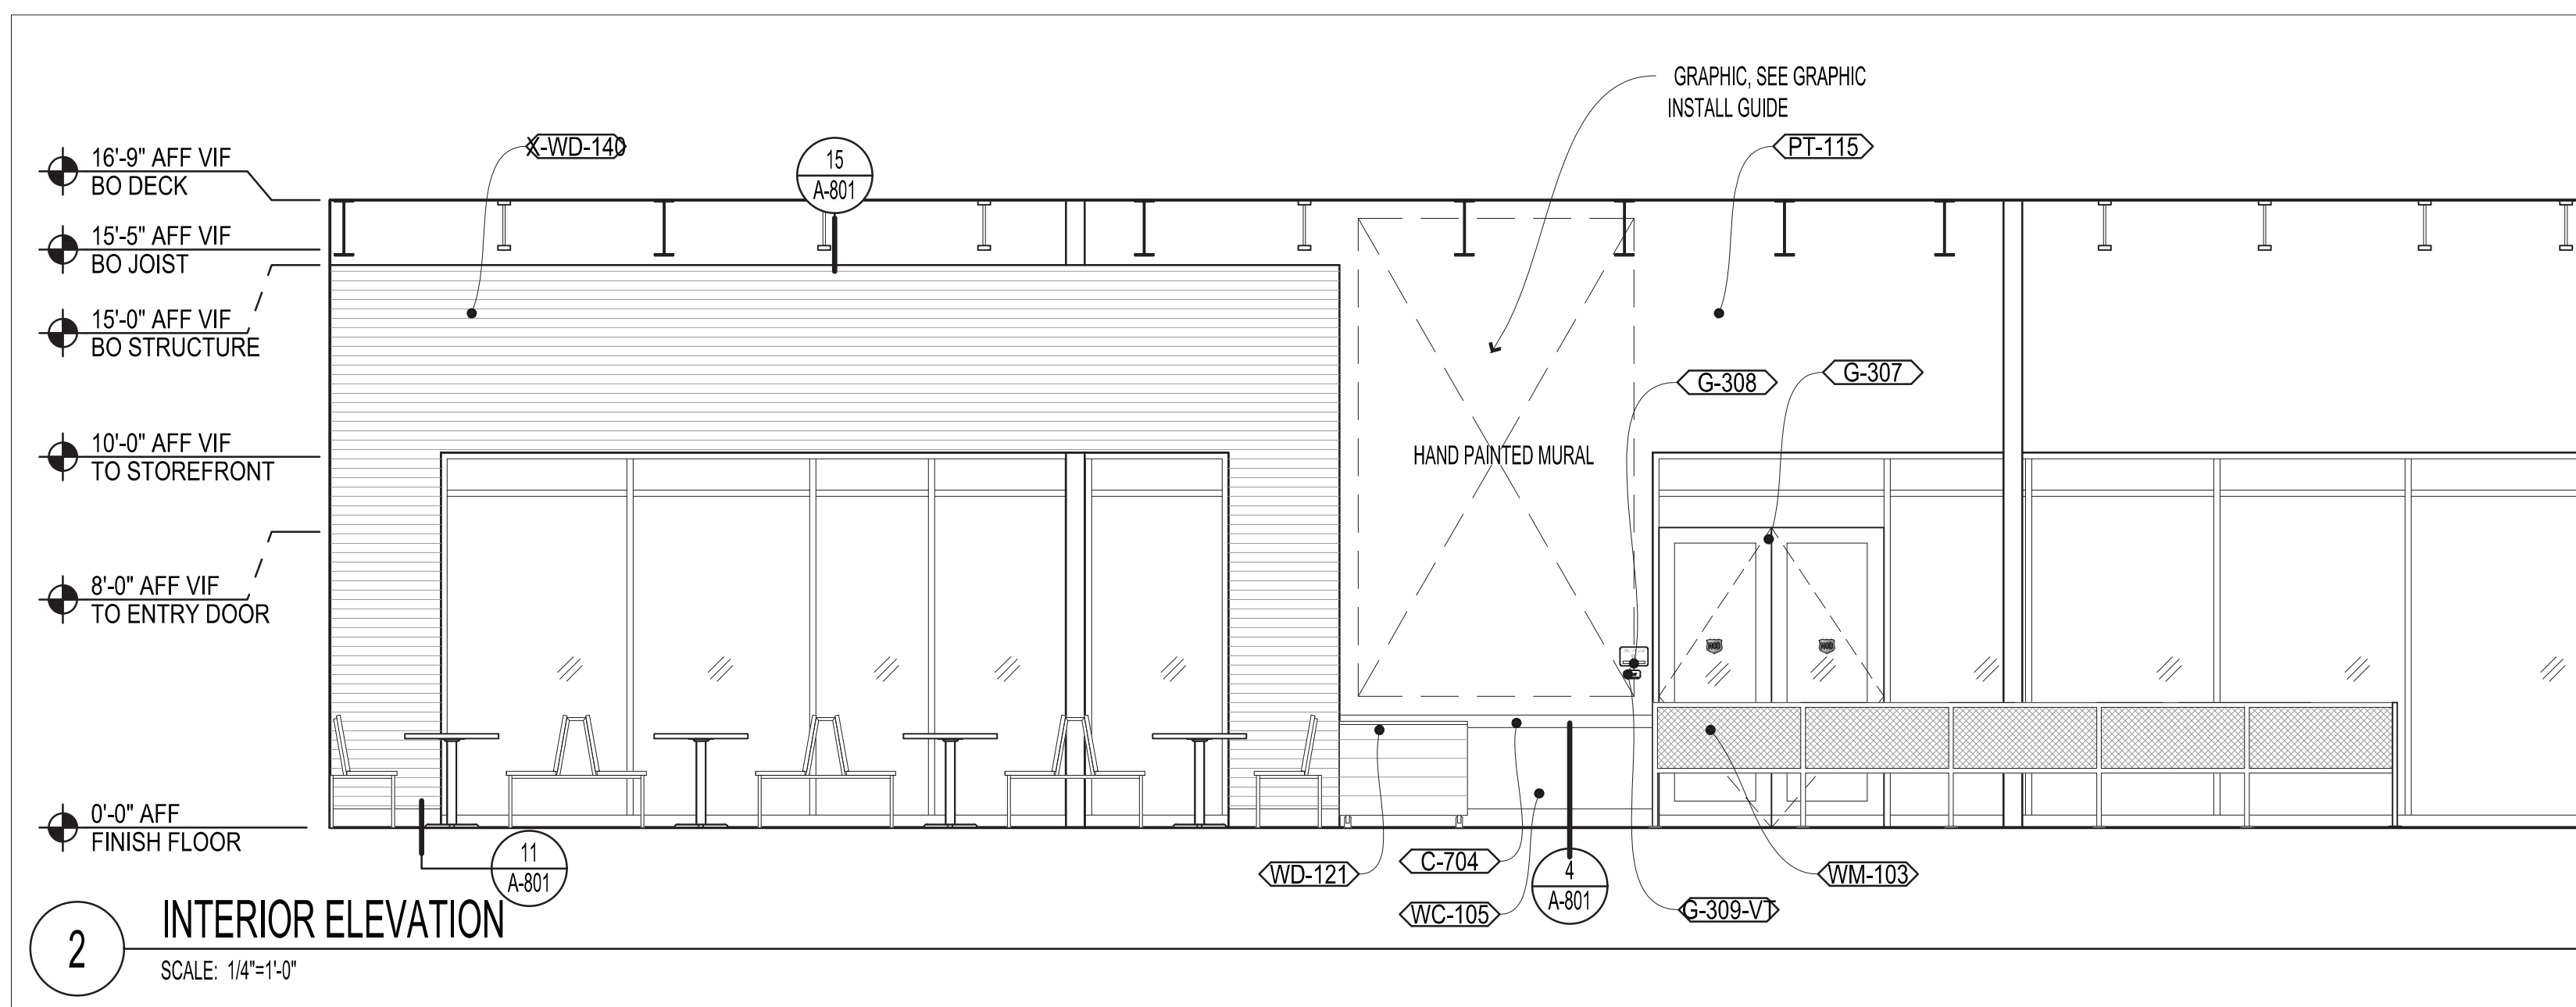 GRAPHIC, SEE GRAPHIC
INSTALL GUIDE
X-WD-140
15
A-801
PT-115
16'-9" AFF VIF
BO DECK
15'-5" AFF VIF
BO JOIST
15'-0" AFF VIF
BO STRUCTURE
G-308
G-307
10'-0" AFF VIF
TO STOREFRONT
HAND PAINTED MURAL
8'-0" AFF VIF
TO ENTRY DOOR
0'-0" AFF
FINISH FLOOR
11
A-801
WD-121
C-704
4
A-801
WM-103
WC-105
G-309-VT
2
INTERIOR ELEVATION
SCALE: 1/4"=1'-0"